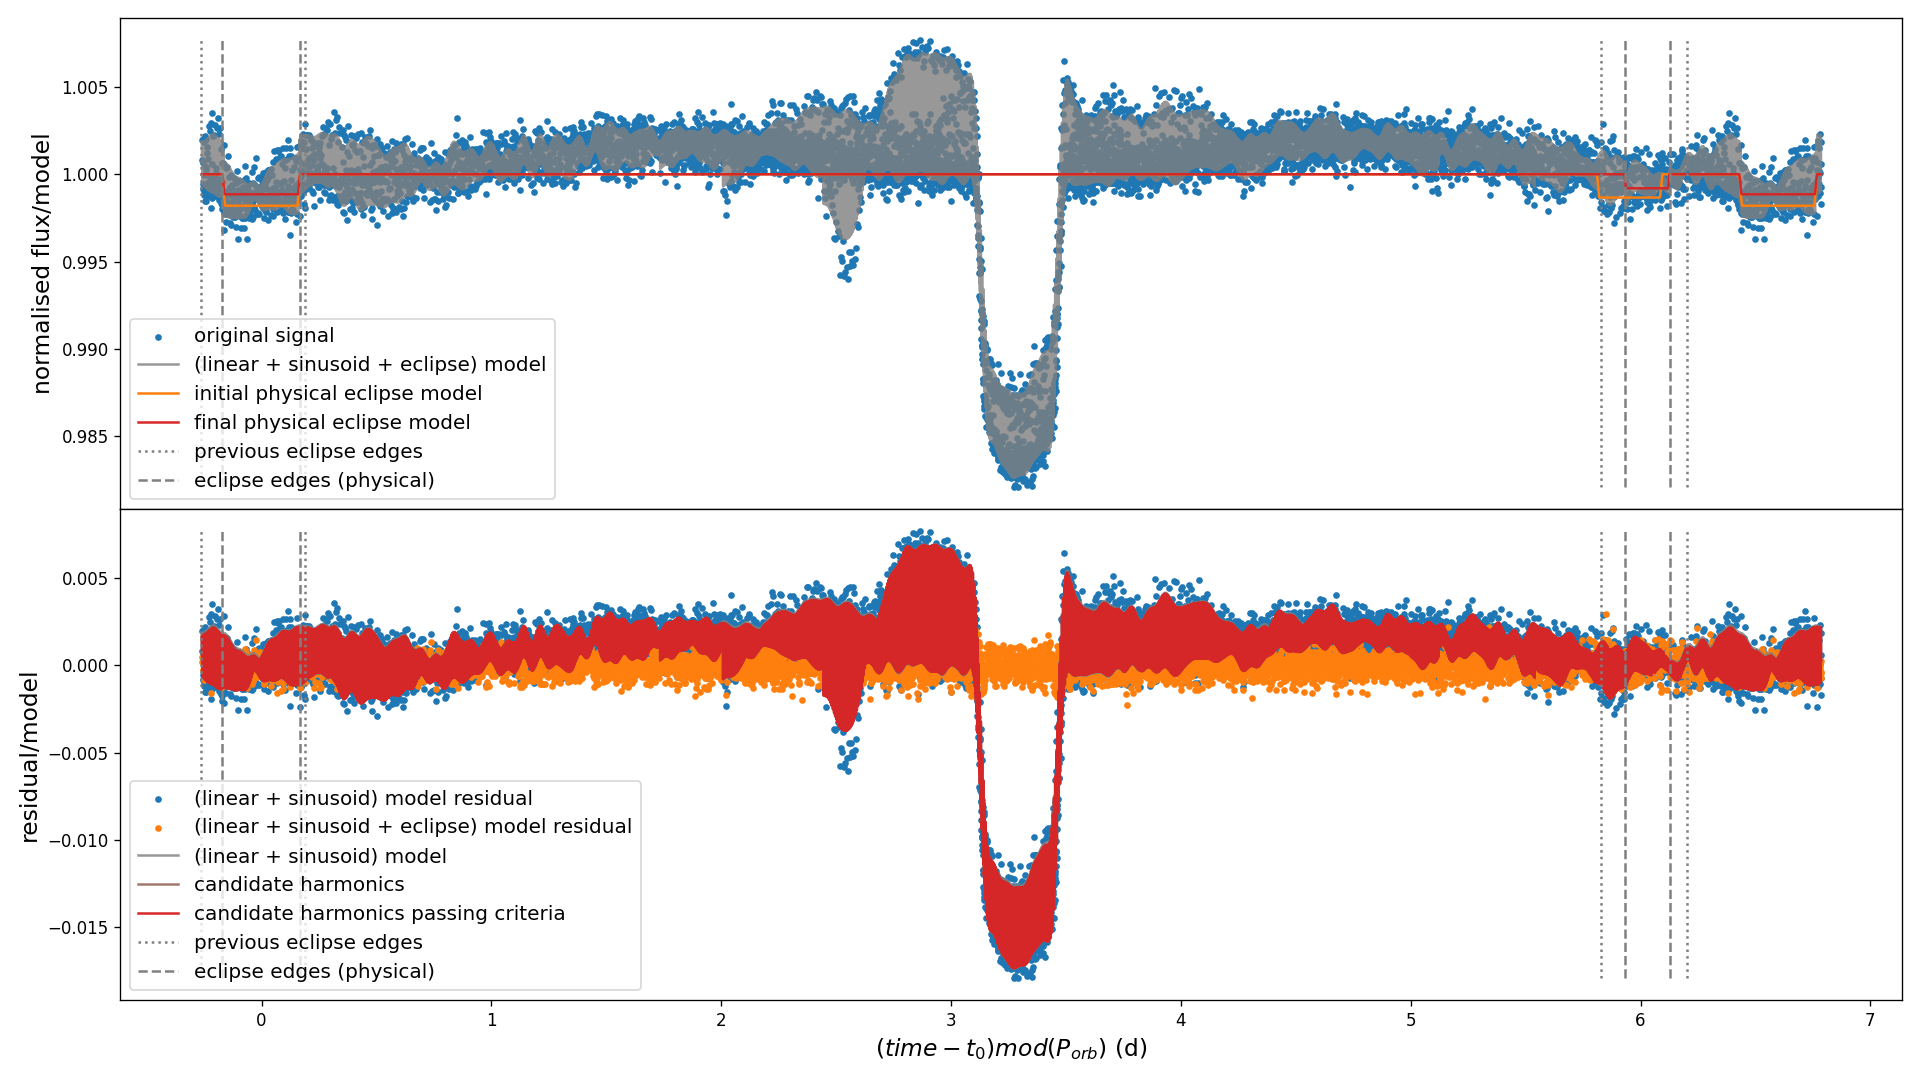 1.005
1.000
0.995
0.990
0.985
normalised flux/model
original signal
(linear + sinusoid + eclipse) model
initial physical eclipse model
final physical eclipse model
previous eclipse edges
eclipse edges (physical)
0.005
0.000
−0.005
−0.010
−0.015
residual/model
(linear + sinusoid) model residual
(linear + sinusoid + eclipse) model residual
(linear + sinusoid) model
candidate harmonics
candidate harmonics passing criteria
previous eclipse edges
eclipse edges (physical)
0 1 2 3 4 5 6 7
(time − t₀)mod(P_orb) (d)